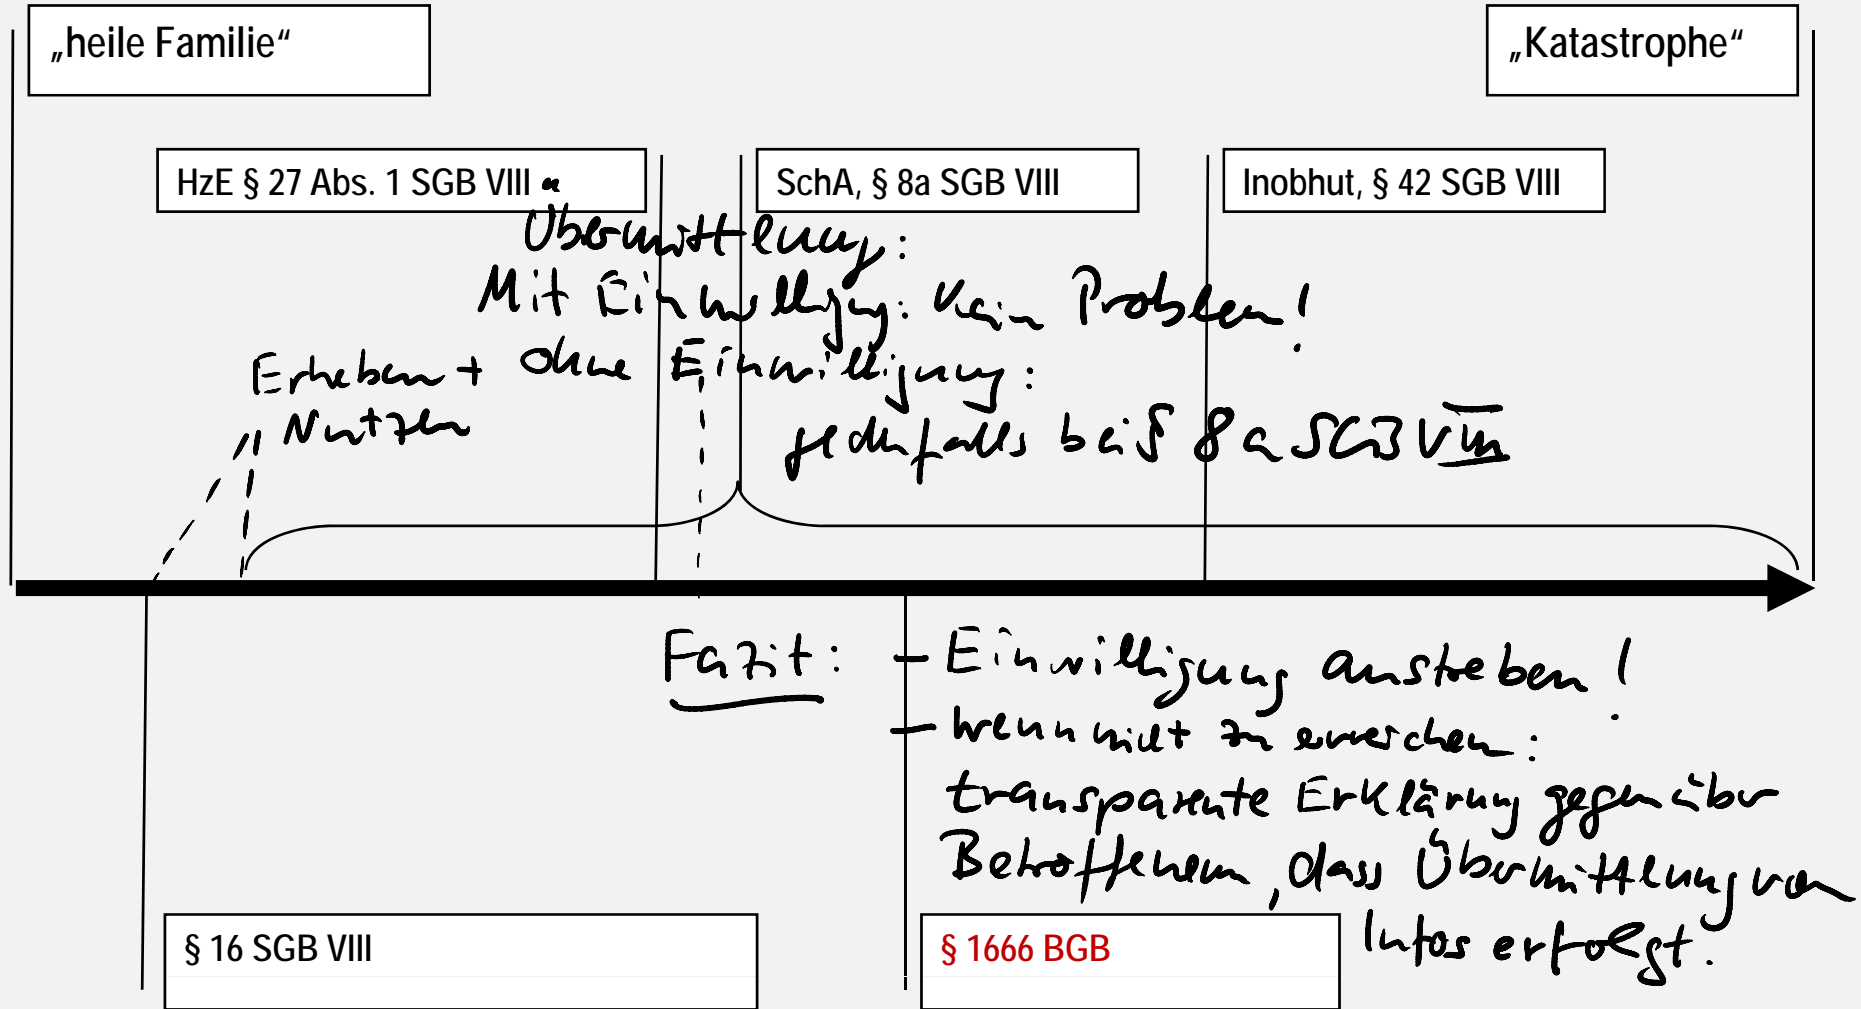 „heile Familie“
„Katastrophe“
HzE § 27 Abs. 1 SGB VIII
SchA, § 8a SGB VIII
Inobhut, § 42 SGB VIII
Übermittlung:
Mit Einwilligung: Kein Problem!
Erheben +
Nutzen
ohne Einwilligung:
jedenfalls bei § 8a SGB VIII
Fazit: - Einwilligung anstreben!
- wenn nicht zu erreichen:
transparente Erklärung gegenüber
Betroffenem, dass Übermittlung von
Infos erfolgt.
§ 16 SGB VIII
§ 1666 BGB